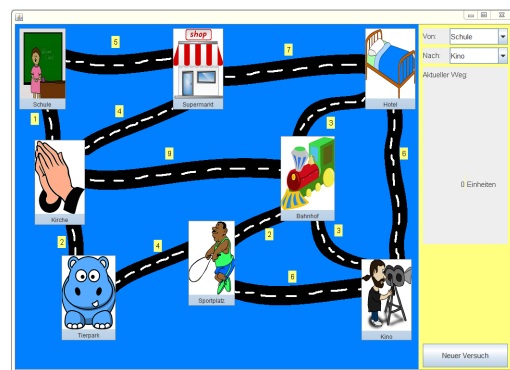 Von: Schule
Nach: Kino
Aktueller Weg:
0 Einheiten
Neuer Versuch
shop
Schule
5
Supermarkt
7
Hotel
1
4
3
9
6
Kirche
Bahnhof
2
4
2
3
Sportplatz
6
Tierpark
Kino